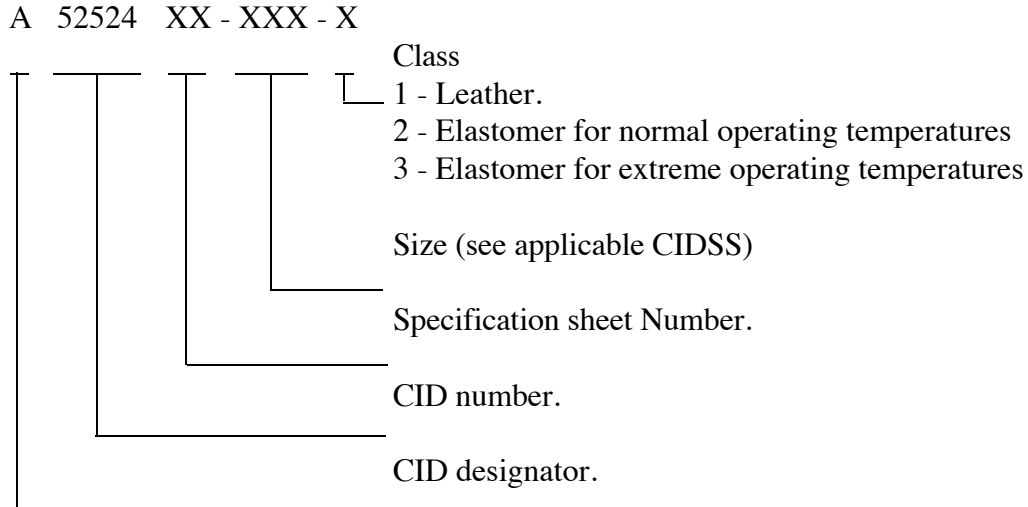 A 52524 XX - XXX - X
Class
1 - Leather.
2 - Elastomer for normal operating temperatures
3 - Elastomer for extreme operating temperatures
Size (see applicable CIDSS)
Specification sheet Number.
CID number.
CID designator.